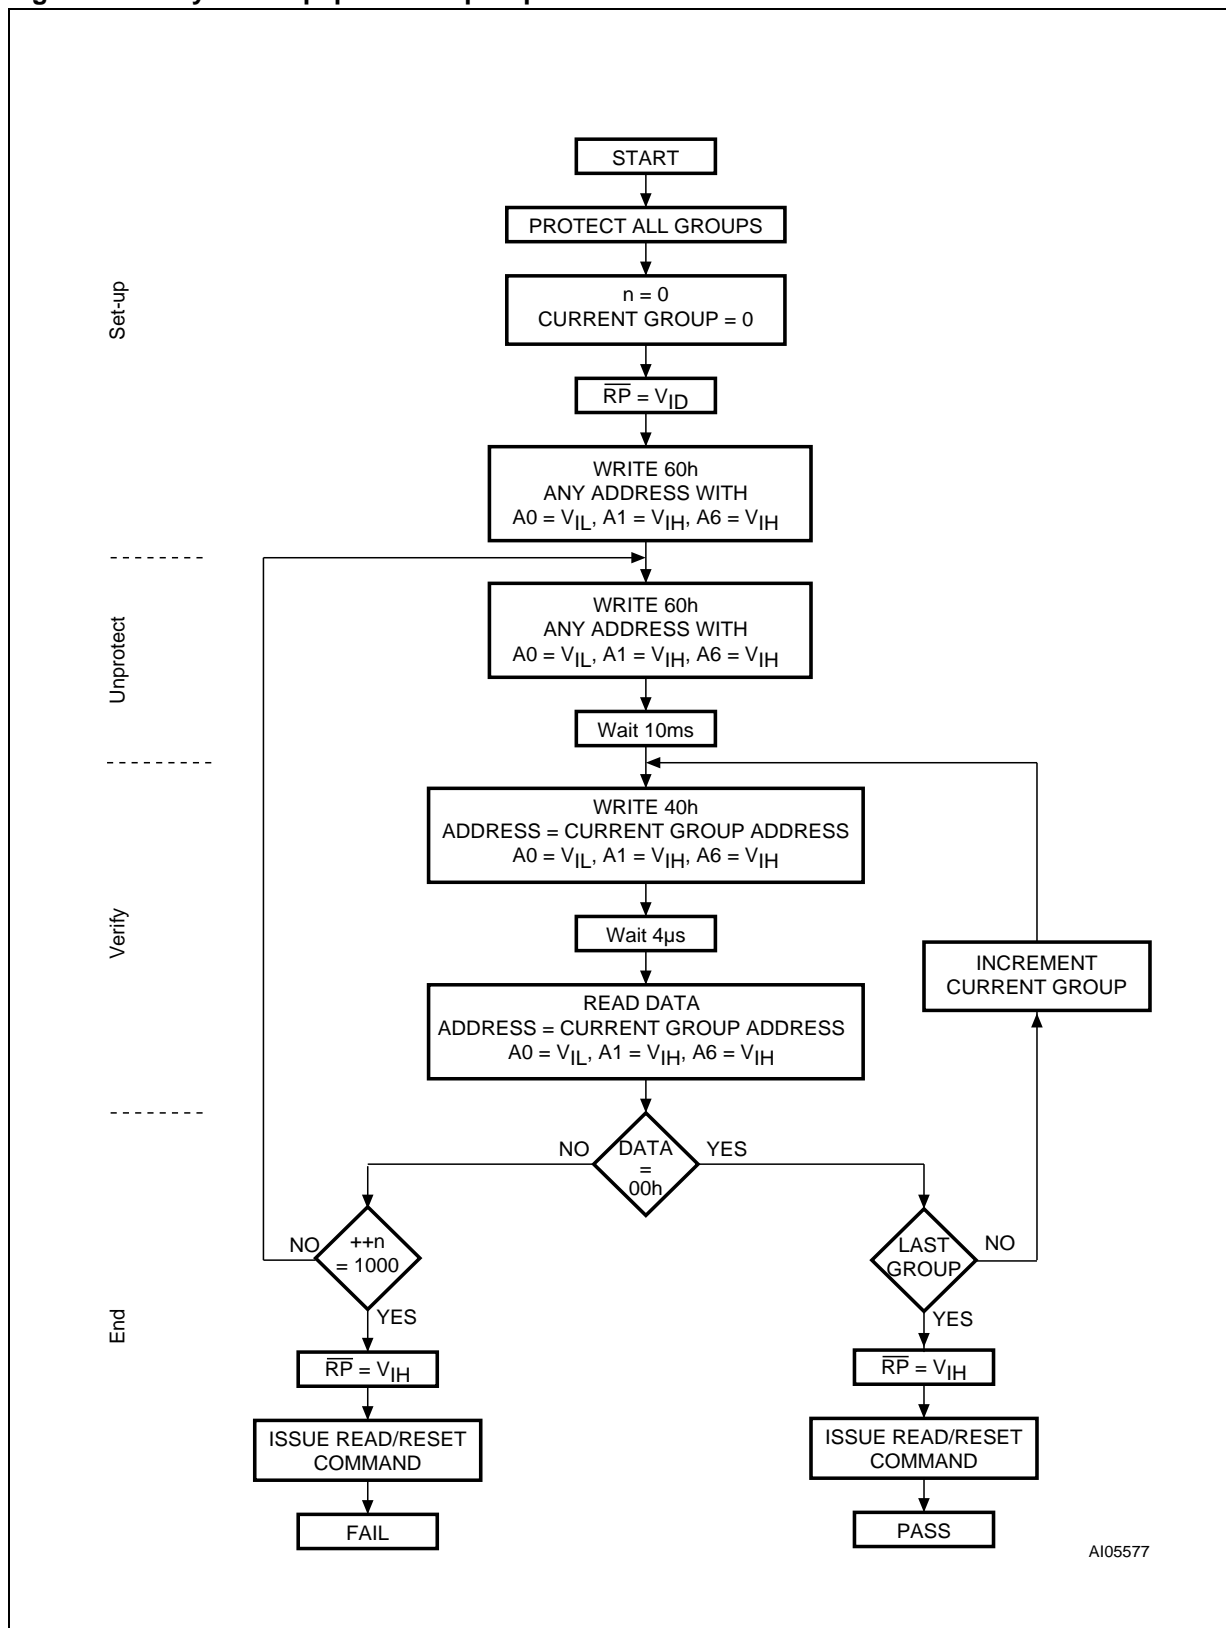 START
PROTECT ALL GROUPS
n = 0
CURRENT GROUP = 0
Set-up
RP = VID
WRITE 60h
ANY ADDRESS WITH
A0 = VIL, A1 = VIH, A6 = VIH
WRITE 60h
ANY ADDRESS WITH
A0 = VIL, A1 = VIH, A6 = VIH
Unprotect
Wait 10ms
WRITE 40h
ADDRESS = CURRENT GROUP ADDRESS
A0 = VIL, A1 = VIH, A6 = VIH
Verify
Wait 4µs
INCREMENT
CURRENT GROUP
READ DATA
ADDRESS = CURRENT GROUP ADDRESS
A0 = VIL, A1 = VIH, A6 = VIH
NO
DATA
=
00h
YES
NO
++n
= 1000
LAST
GROUP
NO
End
YES
YES
RP = VIH
RP = VIH
ISSUE READ/RESET
COMMAND
ISSUE READ/RESET
COMMAND
FAIL
PASS
AI05577